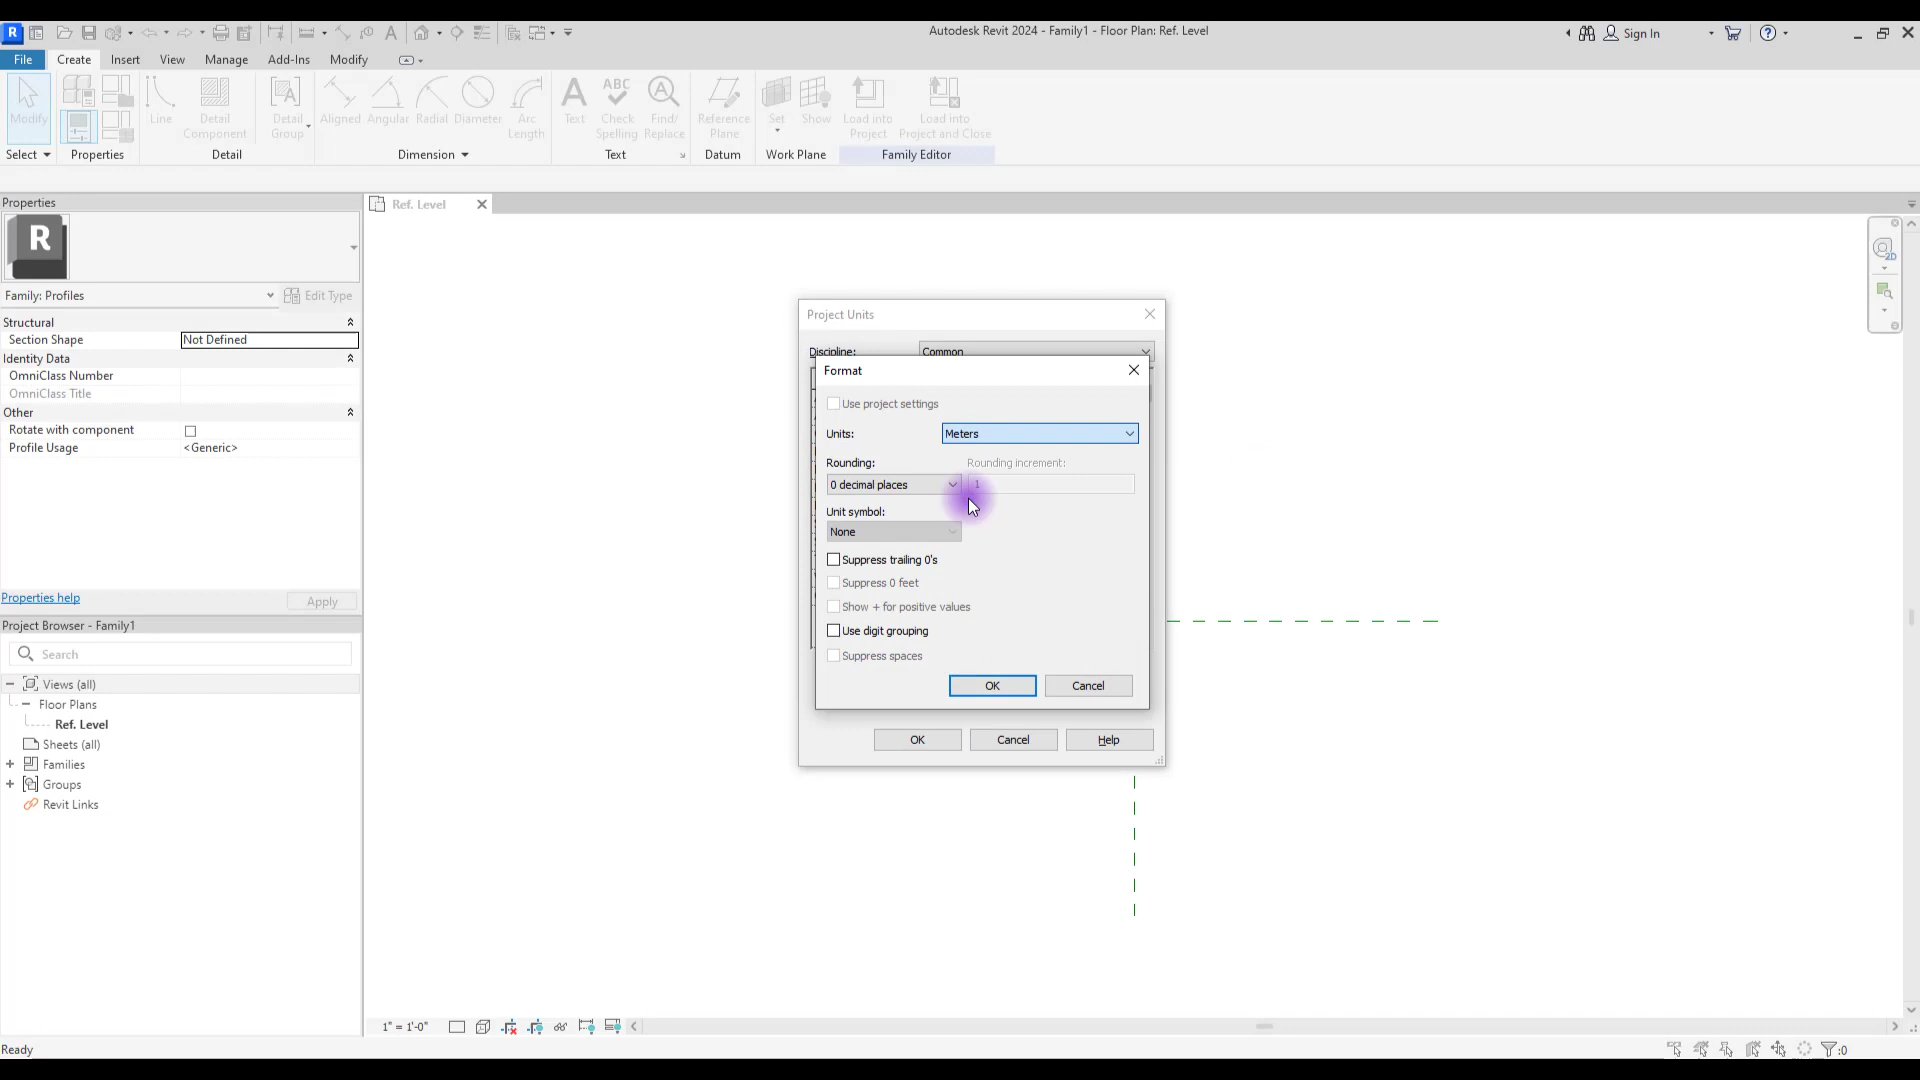 R
Autodesk Revit 2024 - Family1 - Floor Plan: Ref. Level
Sign In
File Create Insert View Manage Add-Ins Modify
Modify
Line
Detail Component
Detail Group
Aligned
Angular
Radial
Diameter
Arc Length
Text
ABC
Check Spelling
Find/ Replace
Reference Plane
Set
Show
Load into Project
Load into Project and Close
Select Properties Detail Dimension Text Datum Work Plane Family Editor
Properties
R
Family: Profiles
Edit Type
Structural
Section Shape Not Defined
Identity Data
OmniClass Number
OmniClass Title
Other
Rotate with component
Profile Usage <Generic>
Properties help
Apply
Project Browser - Family1
Search
Views (all)
Floor Plans
Ref. Level
Sheets (all)
Families
Groups
Revit Links
Ref. Level
2D
Project Units
Discipline: Common
Format
Use project settings
Units: Meters
Rounding: Rounding increment:
0 decimal places 1
Unit symbol:
None
Suppress trailing 0's
Suppress 0 feet
Show + for positive values
Use digit grouping
Suppress spaces
OK Cancel
OK Cancel Help
1" = 1'-0"
Ready
:0